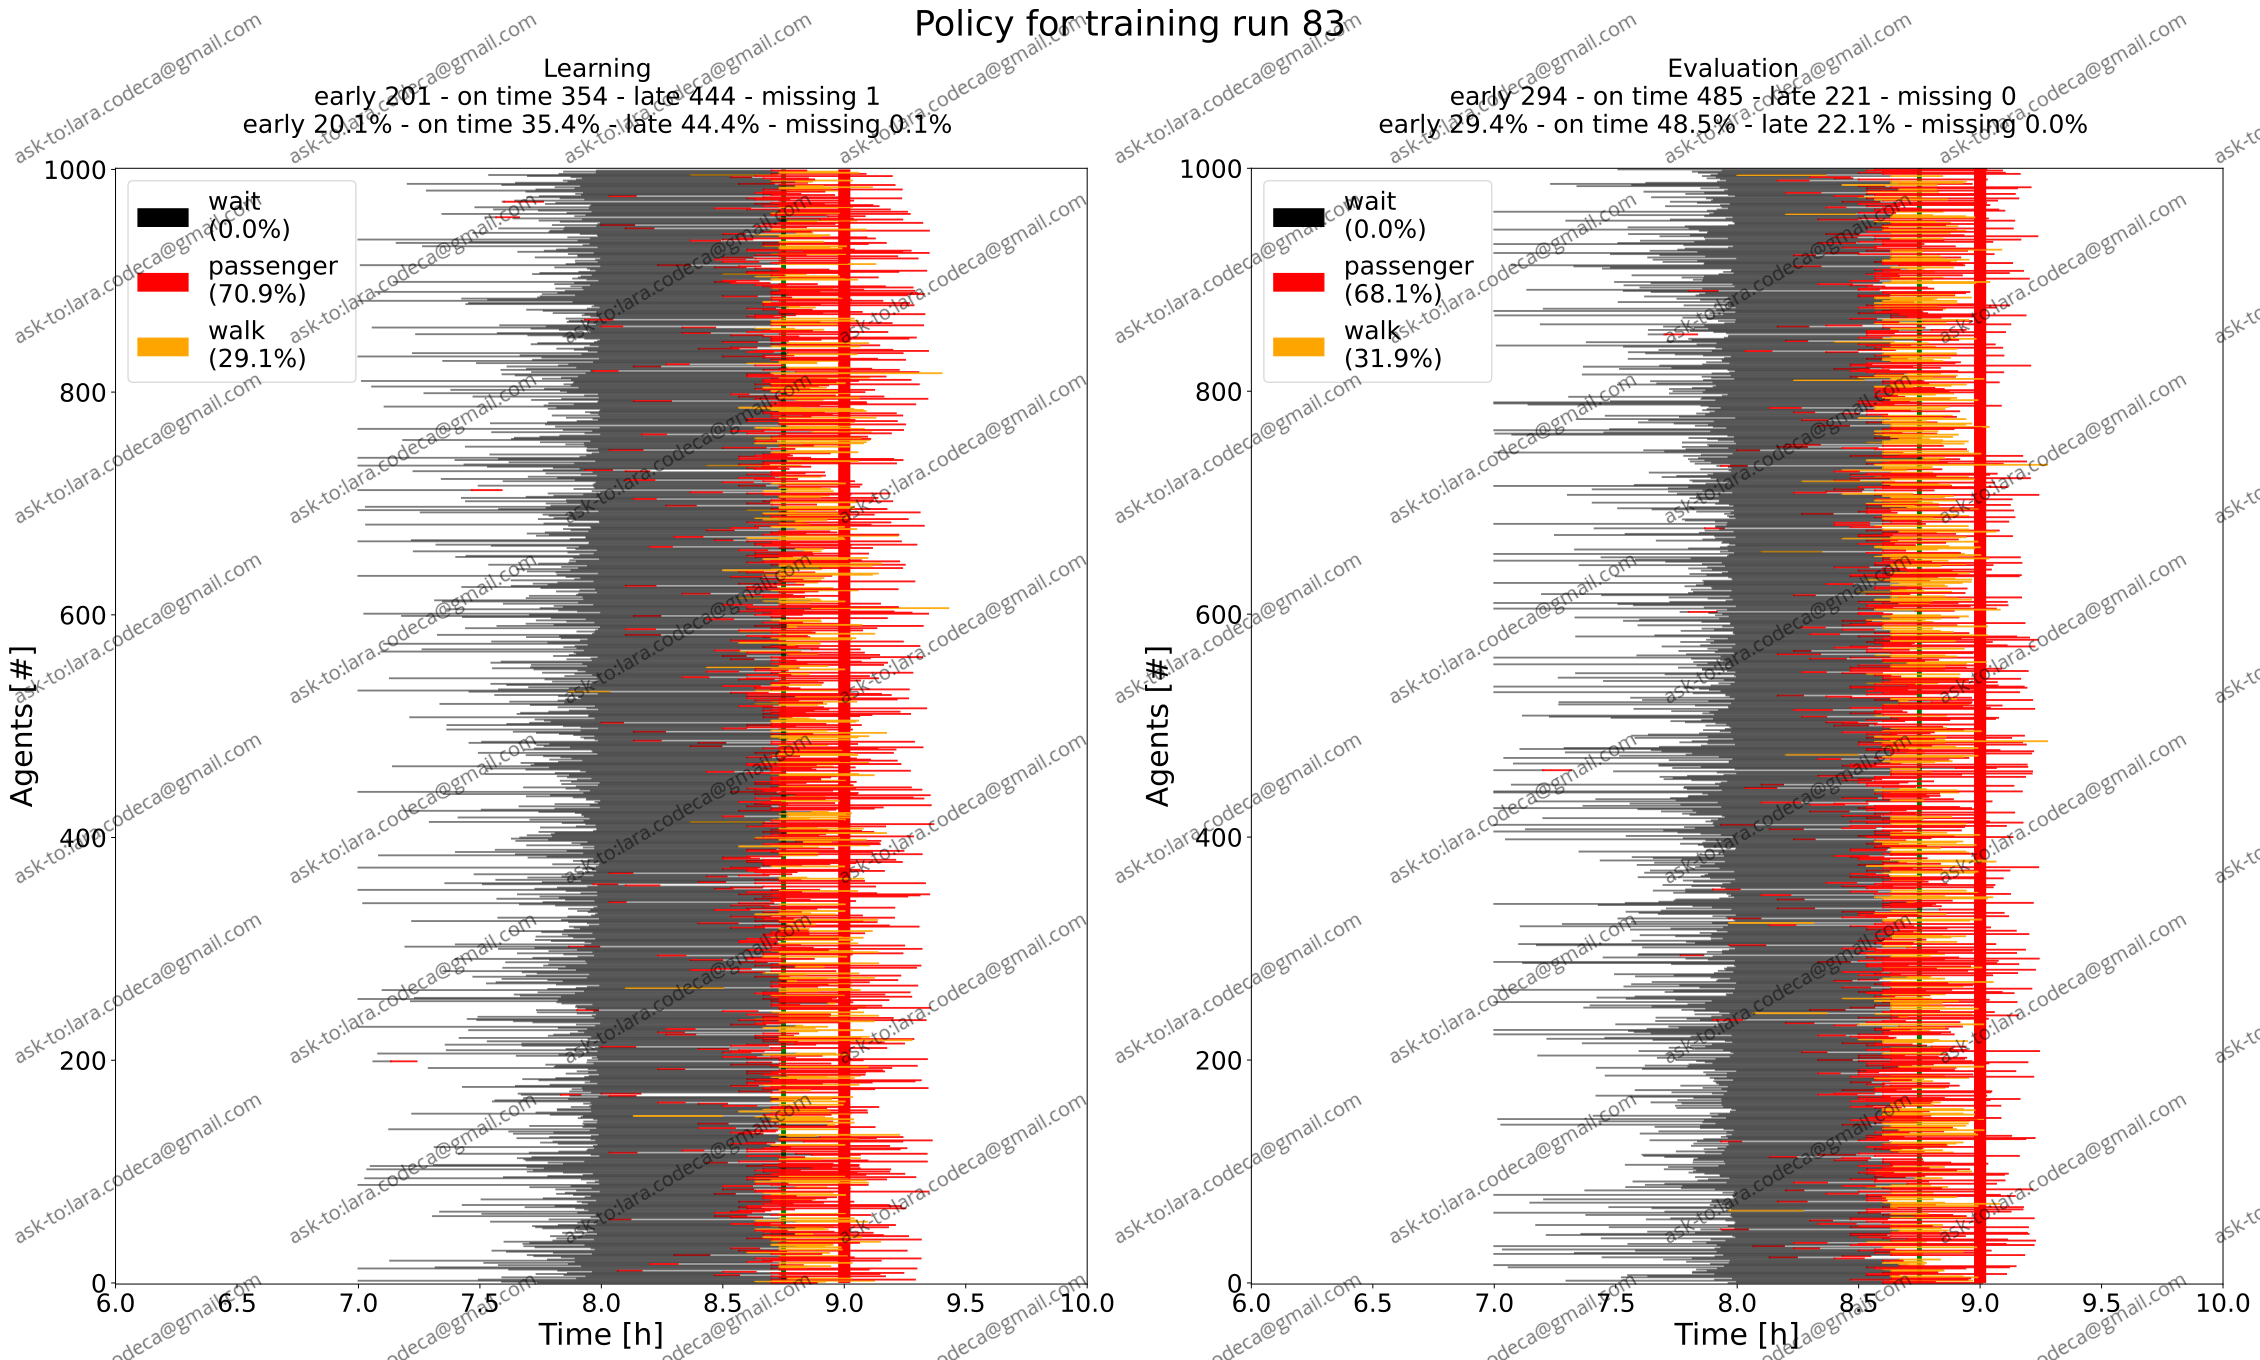 Policy for training run 83
Learning
early 201 - on time 354 - late 444 - missing 1
early 20.1% - on time 35.4% - late 44.4% - missing 0.1%
1000
800
600
400
200
0
Agents [#]
wait
(0.0%)
passenger
(70.9%)
walk
(29.1%)
6.0 6.5 7.0 7.5 8.0 8.5 9.0 9.5 10.0
Time [h]
Evaluation
early 294 - on time 485 - late 221 - missing 0
early 29.4% - on time 48.5% - late 22.1% - missing 0.0%
1000
800
600
400
200
0
Agents [#]
wait
(0.0%)
passenger
(68.1%)
walk
(31.9%)
6.0 6.5 7.0 7.5 8.0 8.5 9.0 9.5 10.0
Time [h]
ask-to:lara.codeca@gmail.com